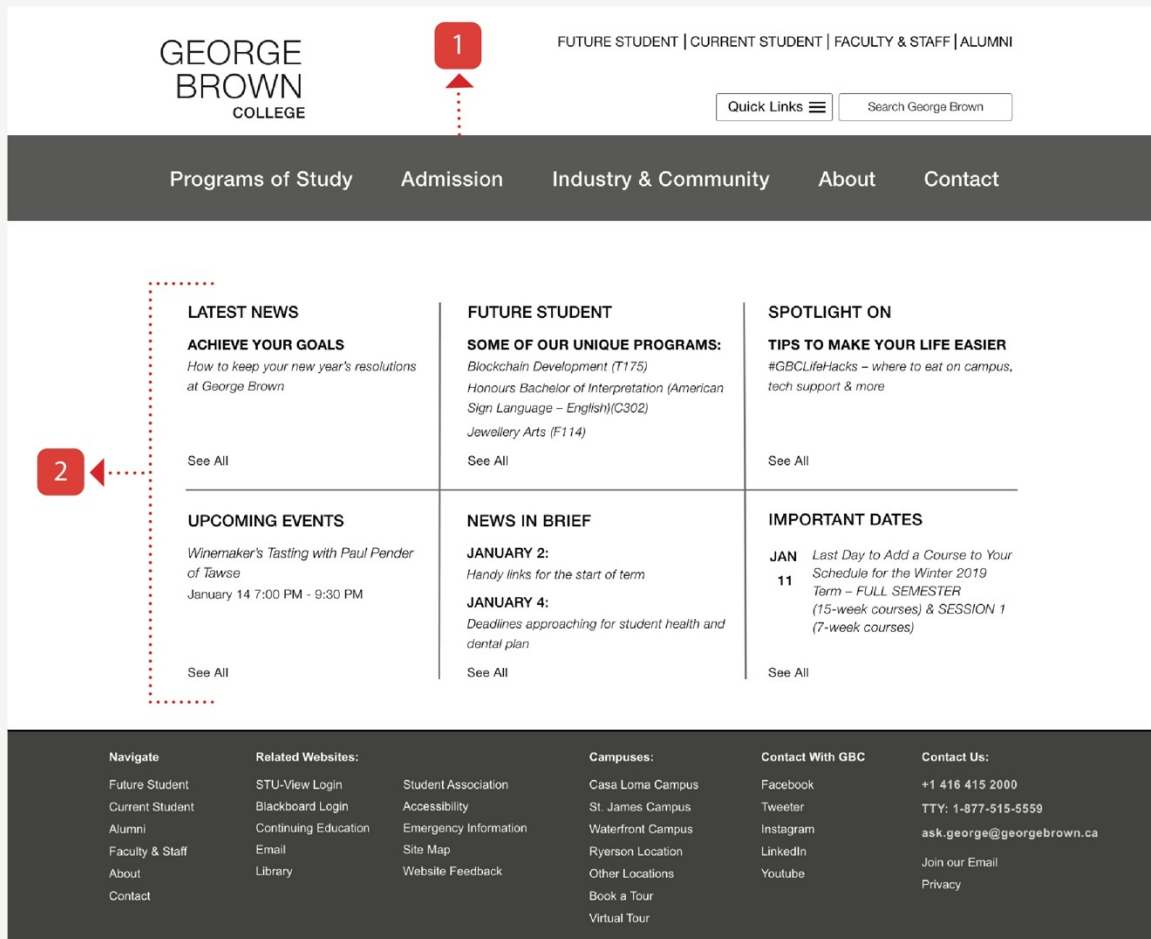 GEORGE
BROWN
COLLEGE
1
FUTURE STUDENT | CURRENT STUDENT | FACULTY & STAFF | ALUMNI
Quick Links
Search George Brown
Programs of Study Admission Industry & Community About Contact
2
LATEST NEWS
ACHIEVE YOUR GOALS
How to keep your new year's resolutions
at George Brown
See All
FUTURE STUDENT
SOME OF OUR UNIQUE PROGRAMS:
Blockchain Development (T175)
Honours Bachelor of Interpretation (American
Sign Language – English)(C302)
Jewellery Arts (F114)
See All
SPOTLIGHT ON
TIPS TO MAKE YOUR LIFE EASIER
#GBCLifeHacks – where to eat on campus,
tech support & more
See All
UPCOMING EVENTS
Winemaker's Tasting with Paul Pender
of Tawse
January 14 7:00 PM - 9:30 PM
See All
NEWS IN BRIEF
JANUARY 2:
Handy links for the start of term
JANUARY 4:
Deadlines approaching for student health and
dental plan
See All
IMPORTANT DATES
JAN
11
Last Day to Add a Course to Your
Schedule for the Winter 2019
Term – FULL SEMESTER
(15-week courses) & SESSION 1
(7-week courses)
See All
Navigate
Future Student
Current Student
Alumni
Faculty & Staff
About
Contact
Related Websites:
STU-View Login
Blackboard Login
Continuing Education
Email
Library
Student Association
Accessibility
Emergency Information
Site Map
Website Feedback
Campuses:
Casa Loma Campus
St. James Campus
Waterfront Campus
Ryerson Location
Other Locations
Book a Tour
Virtual Tour
Contact With GBC
Facebook
Tweeter
Instagram
LinkedIn
Youtube
Contact Us:
+1 416 415 2000
TTY: 1-877-515-5559
ask.george@georgebrown.ca
Join our Email
Privacy